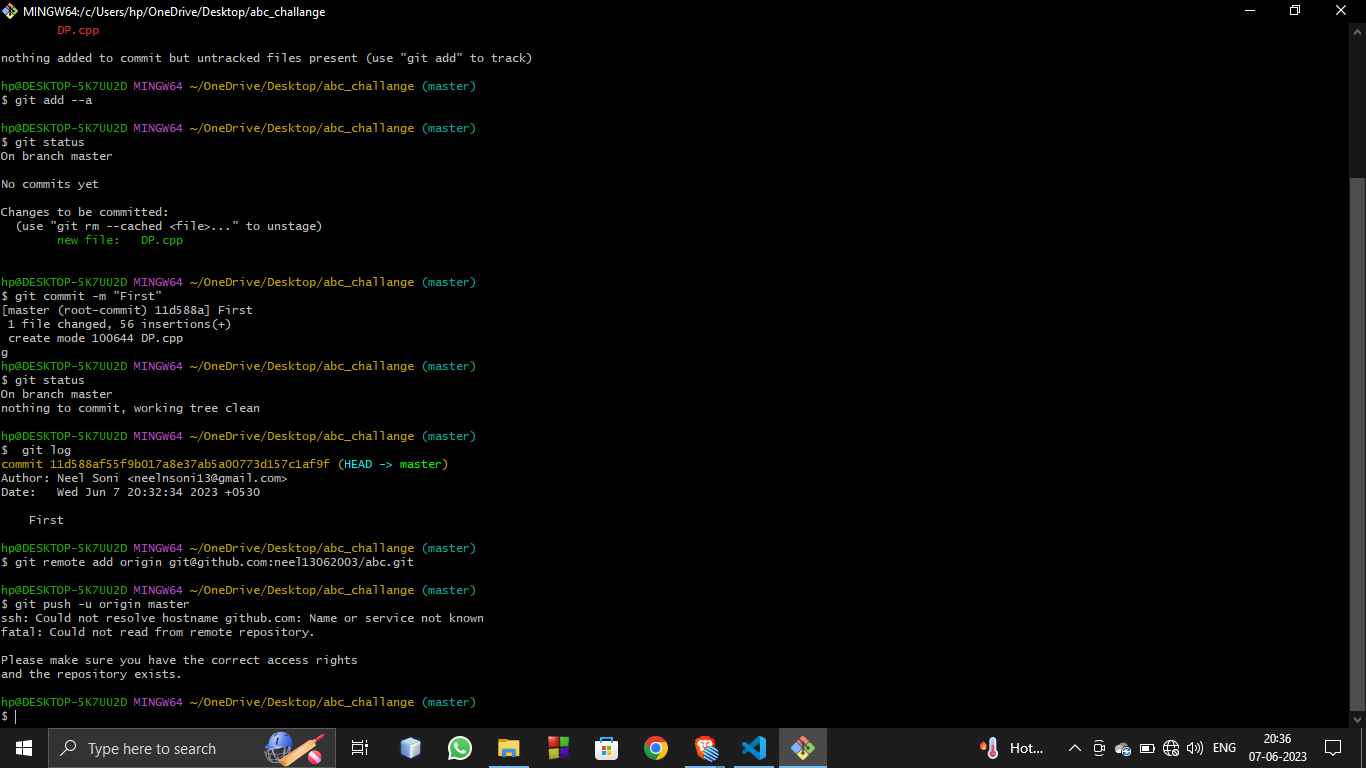 MINGW64:/c/Users/hp/OneDrive/Desktop/abc_challange
        DP.cpp
nothing added to commit but untracked files present (use "git add" to track)
hp@DESKTOP-5K7UU2D MINGW64 ~/OneDrive/Desktop/abc_challange (master)
$ git add --a
hp@DESKTOP-5K7UU2D MINGW64 ~/OneDrive/Desktop/abc_challange (master)
$ git status
On branch master
No commits yet
Changes to be committed:
  (use "git rm --cached <file>..." to unstage)
        new file:   DP.cpp
hp@DESKTOP-5K7UU2D MINGW64 ~/OneDrive/Desktop/abc_challange (master)
$ git commit -m "First"
[master (root-commit) 11d588a] First
 1 file changed, 56 insertions(+)
 create mode 100644 DP.cpp
g
hp@DESKTOP-5K7UU2D MINGW64 ~/OneDrive/Desktop/abc_challange (master)
$ git status
On branch master
nothing to commit, working tree clean
hp@DESKTOP-5K7UU2D MINGW64 ~/OneDrive/Desktop/abc_challange (master)
$  git log
commit 11d588af55f9b017a8e37ab5a00773d157c1af9f (HEAD -> master)
Author: Neel Soni <neelnsoni13@gmail.com>
Date:   Wed Jun 7 20:32:34 2023 +0530
    First
hp@DESKTOP-5K7UU2D MINGW64 ~/OneDrive/Desktop/abc_challange (master)
$ git remote add origin git@github.com:neel13062003/abc.git
hp@DESKTOP-5K7UU2D MINGW64 ~/OneDrive/Desktop/abc_challange (master)
$ git push -u origin master
ssh: Could not resolve hostname github.com: Name or service not known
fatal: Could not read from remote repository.
Please make sure you have the correct access rights
and the repository exists.
hp@DESKTOP-5K7UU2D MINGW64 ~/OneDrive/Desktop/abc_challange (master)
$
Type here to search
Hot...
ENG
20:36
07-06-2023